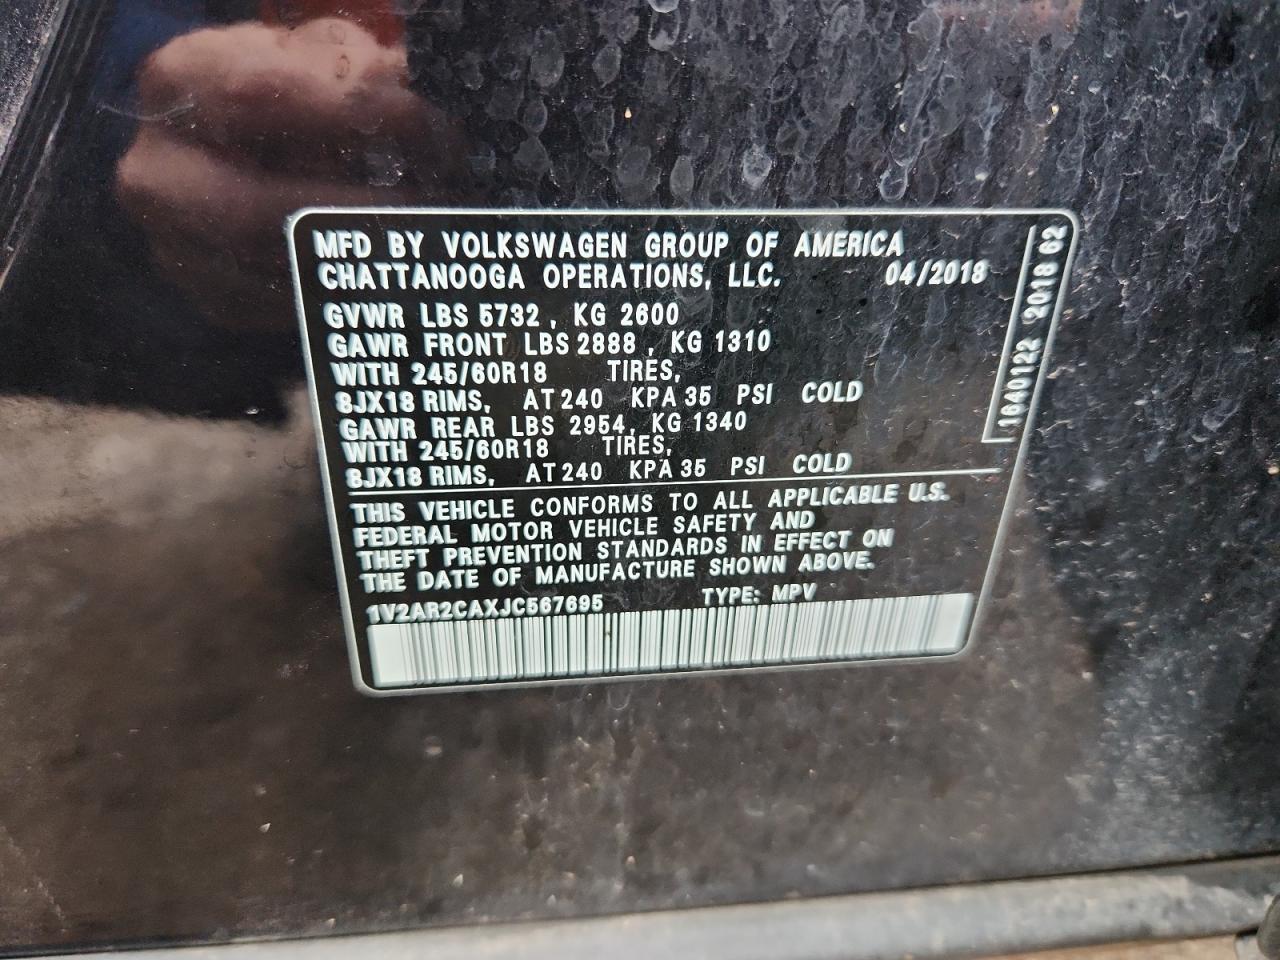 MFD BY VOLKSWAGEN GROUP OF AMERICA
CHATTANOOGA OPERATIONS, LLC. 04/2018
GVWR LBS 5732 , KG 2600
GAWR FRONT LBS 2888 , KG 1310
WITH 245/60R18 TIRES,
8JX18 RIMS, AT 240 KPA 35 PSI COLD
GAWR REAR LBS 2954, KG 1340
WITH 245/60R18 TIRES,
8JX18 RIMS, AT 240 KPA 35 PSI COLD
THIS VEHICLE CONFORMS TO ALL APPLICABLE U.S.
FEDERAL MOTOR VEHICLE SAFETY AND
THEFT PREVENTION STANDARDS IN EFFECT ON
THE DATE OF MANUFACTURE SHOWN ABOVE.
1V2AR2CAXJC567695 TYPE: MPV
1640122 2018 62